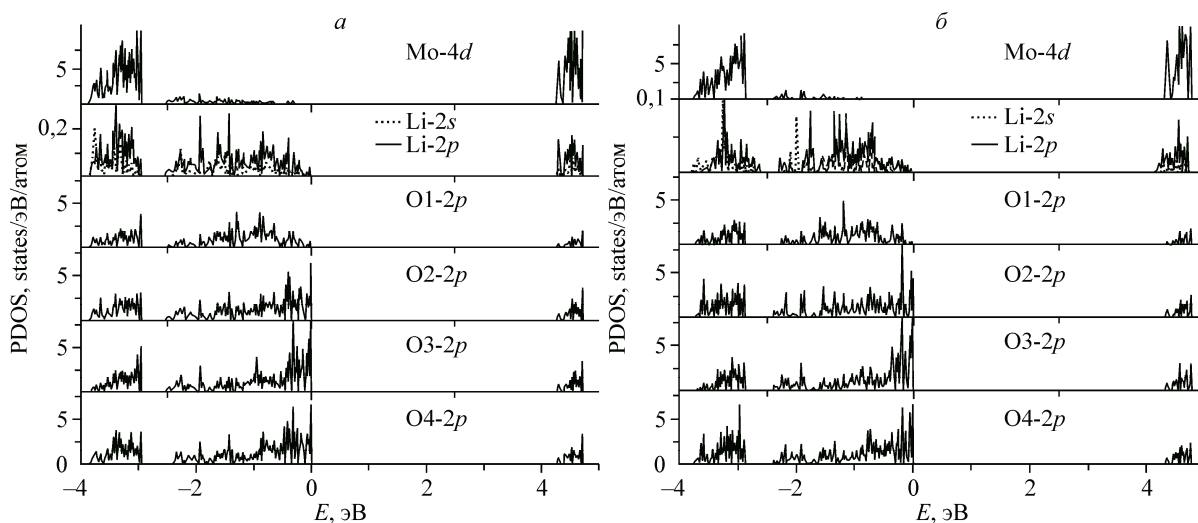 а
PDOS, states/эВ/атом
Mo-4d
5
0,2
Li-2s
Li-2p
5
O1-2p
5
O2-2p
5
O3-2p
5
O4-2p
0
–4 –2 0 2 4
E, эВ
б
PDOS, states/эВ/атом
Mo-4d
5
0,1
Li-2s
Li-2p
5
O1-2p
5
O2-2p
5
O3-2p
5
O4-2p
0
–4 –2 0 2 4
E, эВ